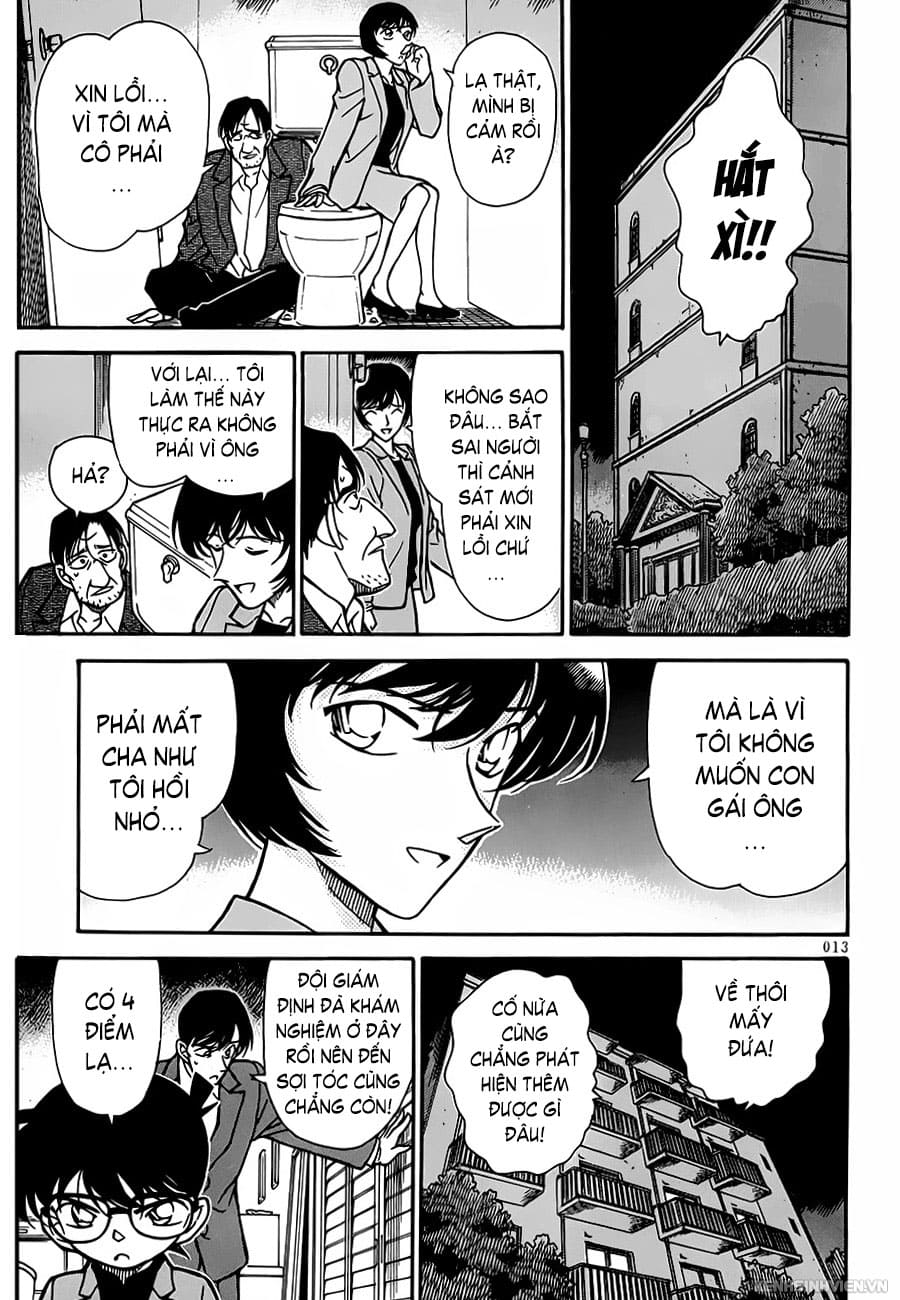 HẮT
XÌ!!
LẠ THẬT,
MÌNH BỊ
CẢM RỒI
À?
XIN LỒI...
VÌ TÔI MÀ
CÔ PHẢI
...
KHÔNG SAO
ĐÂU... BẮT
SAI NGƯỜI
THÌ CẢNH
SÁT MỚI
PHẢI XIN
LỒI CHỨ
...
VỚI LẠI... TÔI
LÀM THẾ NÀY
THỰC RA KHÔNG
PHẢI VÌ ÔNG
...
HẢ?
MÀ LÀ VÌ
TÔI KHÔNG
MUỐN CON
GÁI ÔNG
...
PHẢI MẤT
CHA NHƯ
TÔI HỒI
NHỎ...
013
VỀ THÔI
MẤY
ĐỨA!
CỐ NỮA
CŨNG
CHẲNG PHÁT
HIỆN THÊM
ĐƯỢC GÌ
ĐÂU!
ĐỘI GIÁM
ĐỊNH ĐÃ KHÁM
NGHIỆM Ở ĐÂY
RỒI NÊN ĐẾN
SỢI TÓC CŨNG
CHẲNG CÒN!
CÓ 4
ĐIỂM
LẠ...